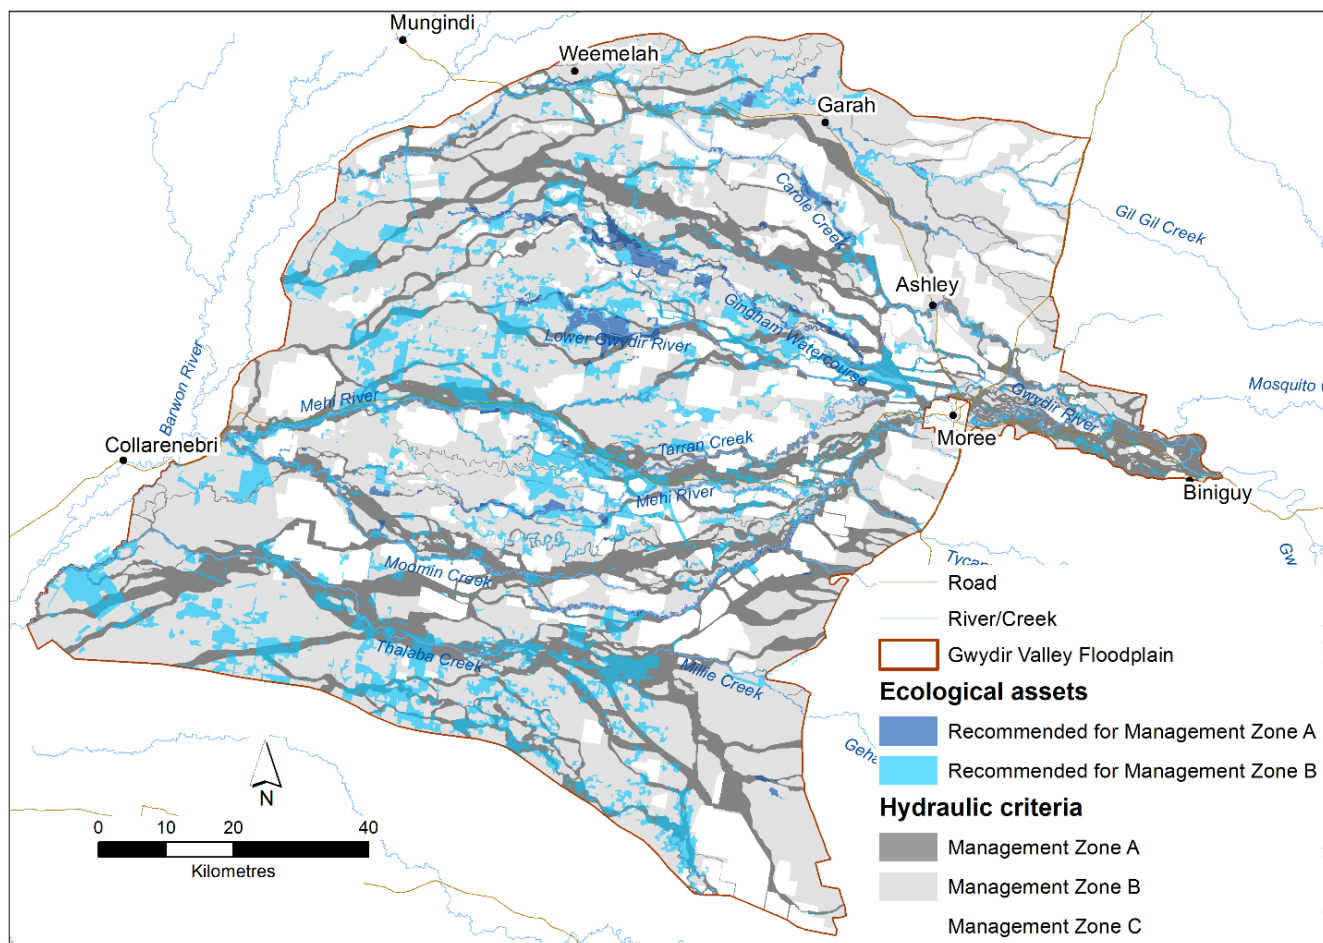 Mungindi
Weemelah
Garah
Carole Creek
Gil Gil Creek
Ashley
Gingham Watercourse
Lower Gwydir River
Barwon River
Mehi River
Mosquito
Gwydir River
Collarenebri
Moree
Tarran Creek
Mehi River
Biniguy
Moomin Creek
Thalaba Creek
Millie Creek
N
0 10 20 40
Kilometres
Road
River/Creek
Gwydir Valley Floodplain
Ecological assets
Recommended for Management Zone A
Recommended for Management Zone B
Hydraulic criteria
Management Zone A
Management Zone B
Management Zone C